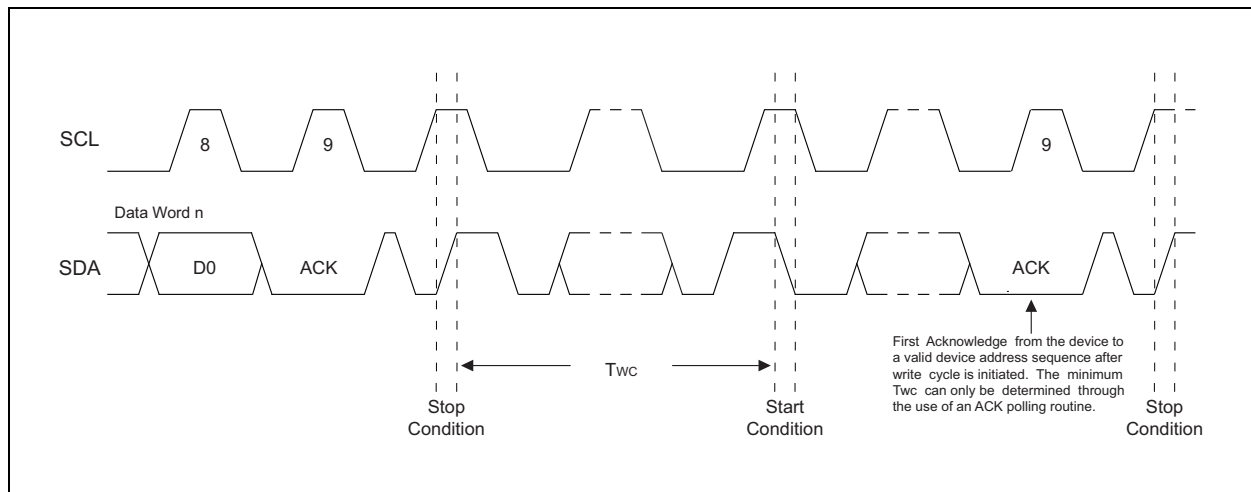 SCL
8
9
9
Data Word n
SDA
D0
ACK
ACK
First Acknowledge from the device to
a valid device address sequence after
write cycle is initiated. The minimum
Twc can only be determined through
the use of an ACK polling routine.
TWC
Stop
Condition
Start
Condition
Stop
Condition